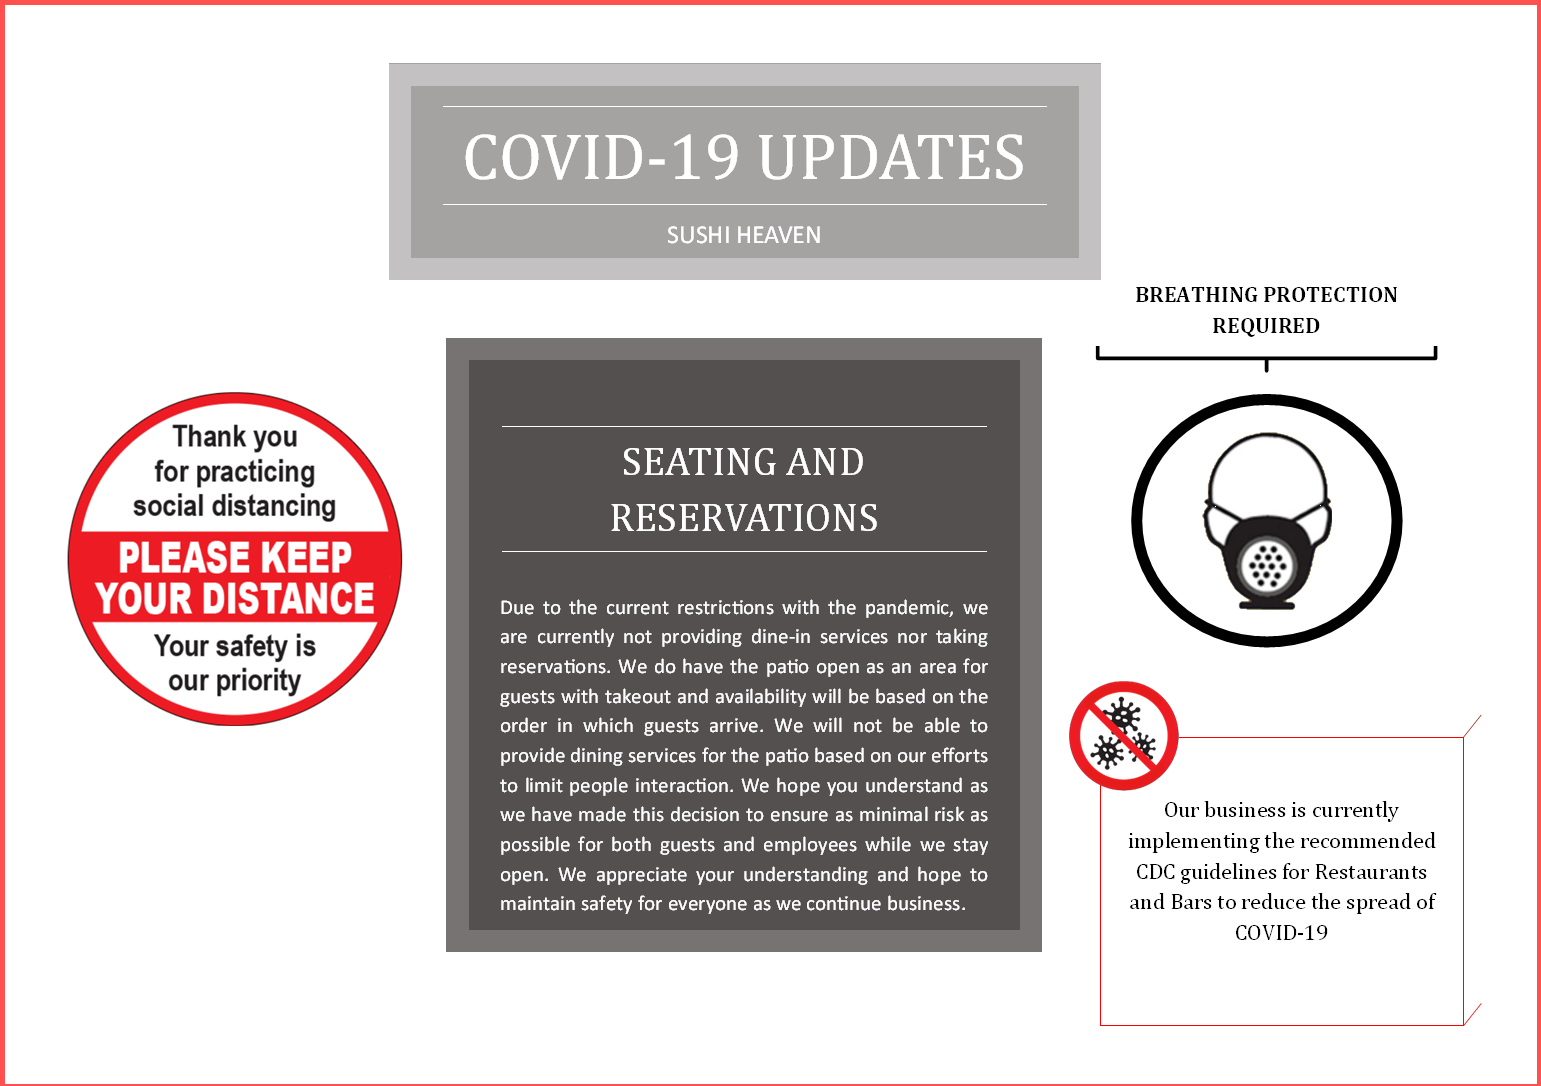 COVID-19 UPDATES
SUSHI HEAVEN
BREATHING PROTECTION
REQUIRED
Thank you
for practicing
social distancing
PLEASE KEEP
YOUR DISTANCE
Your safety is
our priority
SEATING AND
RESERVATIONS
Due to the current restrictions with the pandemic, we
are currently not providing dine-in services nor taking
reservations. We do have the patio open as an area for
guests with takeout and availability will be based on the
order in which guests arrive. We will not be able to
provide dining services for the patio based on our efforts
to limit people interaction. We hope you understand as
we have made this decision to ensure as minimal risk as
possible for both guests and employees while we stay
open. We appreciate your understanding and hope to
maintain safety for everyone as we continue business.
Our business is currently
implementing the recommended
CDC guidelines for Restaurants
and Bars to reduce the spread of
COVID-19